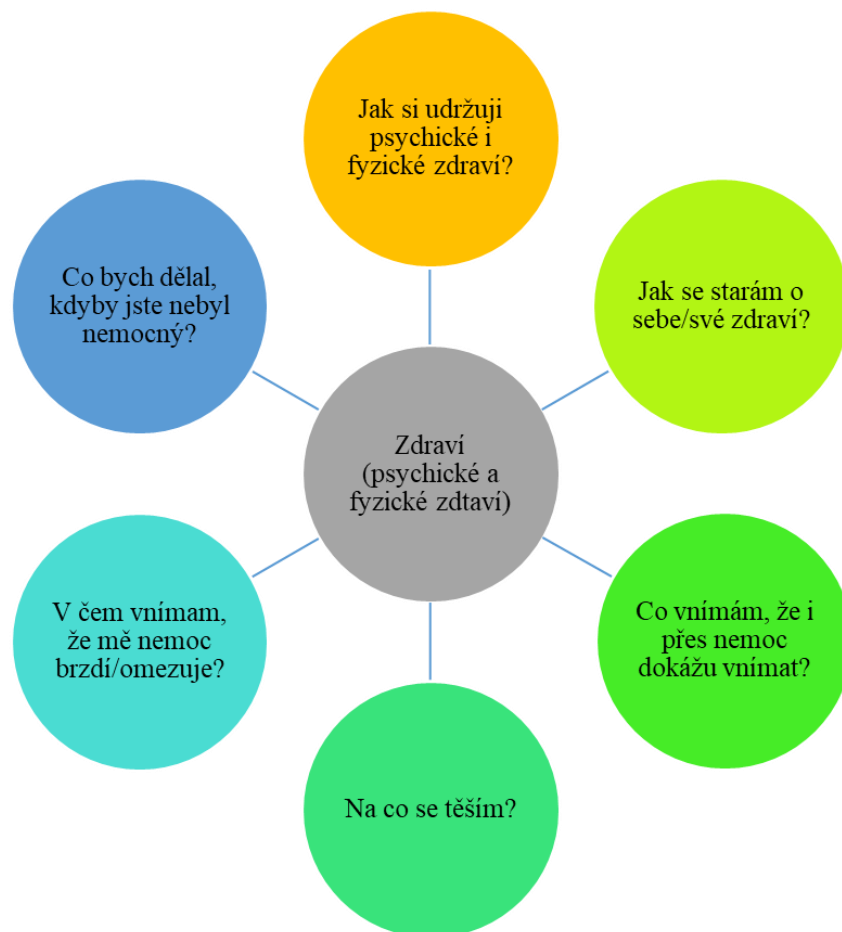 Jak si udržuji
psychické i
fyzické zdraví?
Co bych dělal,
kdyby jste nebyl
nemocný?
Jak se starám o
sebe/své zdraví?
Zdraví
(psychické a
fyzické zdtaví)
V čem vnímam,
že mě nemoc
brzdí/omezuje?
Co vnímám, že i
přes nemoc
dokážu vnímat?
Na co se těším?